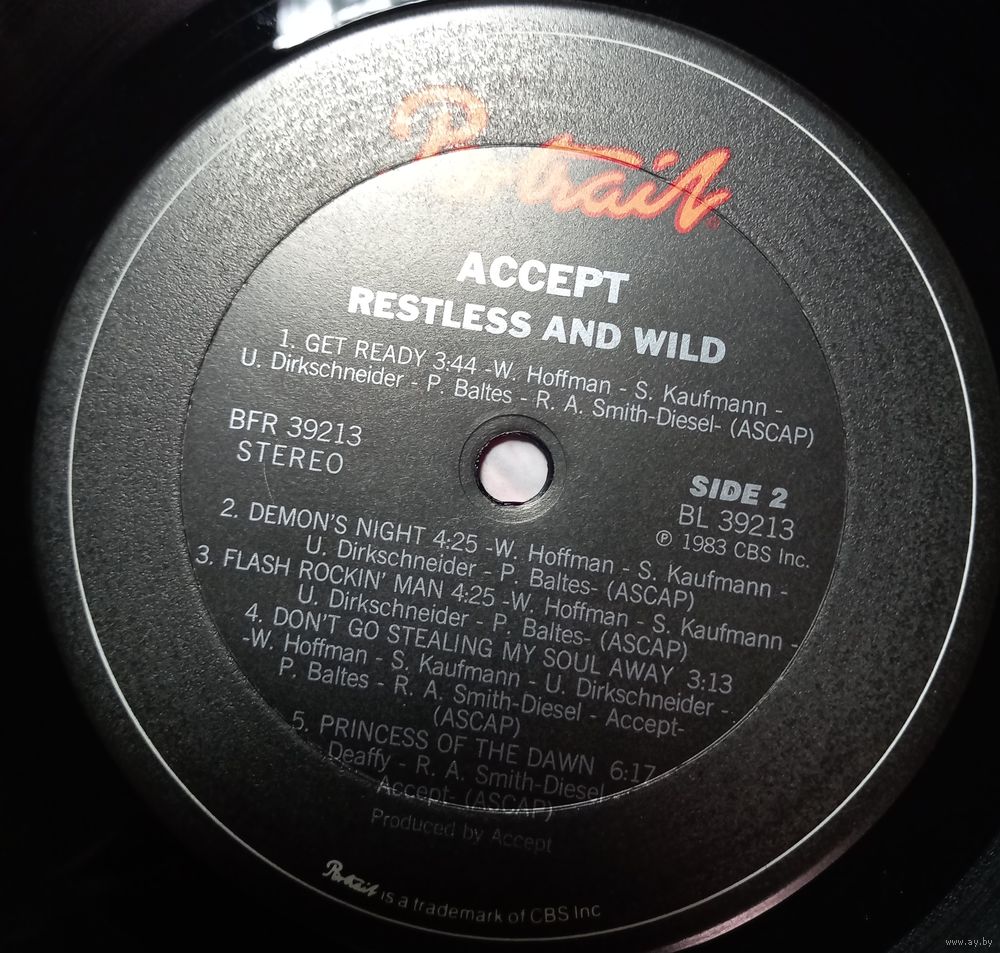 Portrait®
ACCEPT
RESTLESS AND WILD
1. GET READY 3:44 -W. Hoffman - S. Kaufmann -
U. Dirkschneider - P. Baltes - R. A. Smith-Diesel- (ASCAP)
BFR 39213
STEREO
SIDE 2
BL 39213
℗ 1983 CBS Inc.
2. DEMON'S NIGHT 4:25 -W. Hoffman - S. Kaufmann -
U. Dirkschneider - P. Baltes- (ASCAP)
3. FLASH ROCKIN' MAN 4:25 -W. Hoffman - S. Kaufmann -
U. Dirkschneider - P. Baltes- (ASCAP)
4. DON'T GO STEALING MY SOUL AWAY 3:13
-W. Hoffman - S. Kaufmann - U. Dirkschneider -
P. Baltes - R. A. Smith-Diesel - Accept-
(ASCAP)
5. PRINCESS OF THE DAWN 6:17
Deaffy - R. A. Smith-Diesel -
Accept- (ASCAP)
Produced by Accept
Portrait is a trademark of CBS Inc
www.ay.by